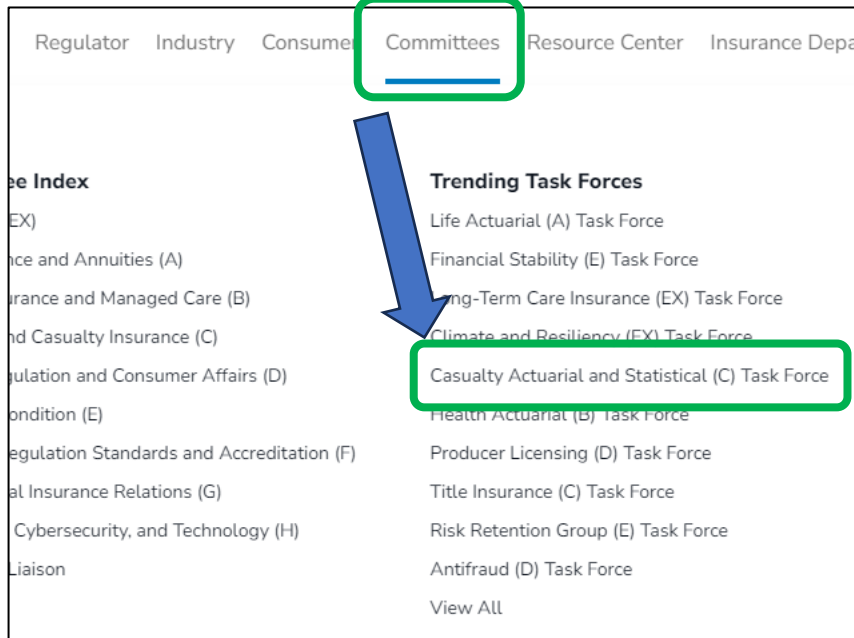 Regulator Industry Consumer Committees Resource Center Insurance Depa
ee Index
EX)
nce and Annuities (A)
urance and Managed Care (B)
nd Casualty Insurance (C)
gulation and Consumer Affairs (D)
ondition (E)
egulation Standards and Accreditation (F)
al Insurance Relations (G)
Cybersecurity, and Technology (H)
Liaison
Trending Task Forces
Life Actuarial (A) Task Force
Financial Stability (E) Task Force
Long-Term Care Insurance (EX) Task Force
Climate and Resiliency (EX) Task Force
Casualty Actuarial and Statistical (C) Task Force
Health Actuarial (B) Task Force
Producer Licensing (D) Task Force
Title Insurance (C) Task Force
Risk Retention Group (E) Task Force
Antifraud (D) Task Force
View All